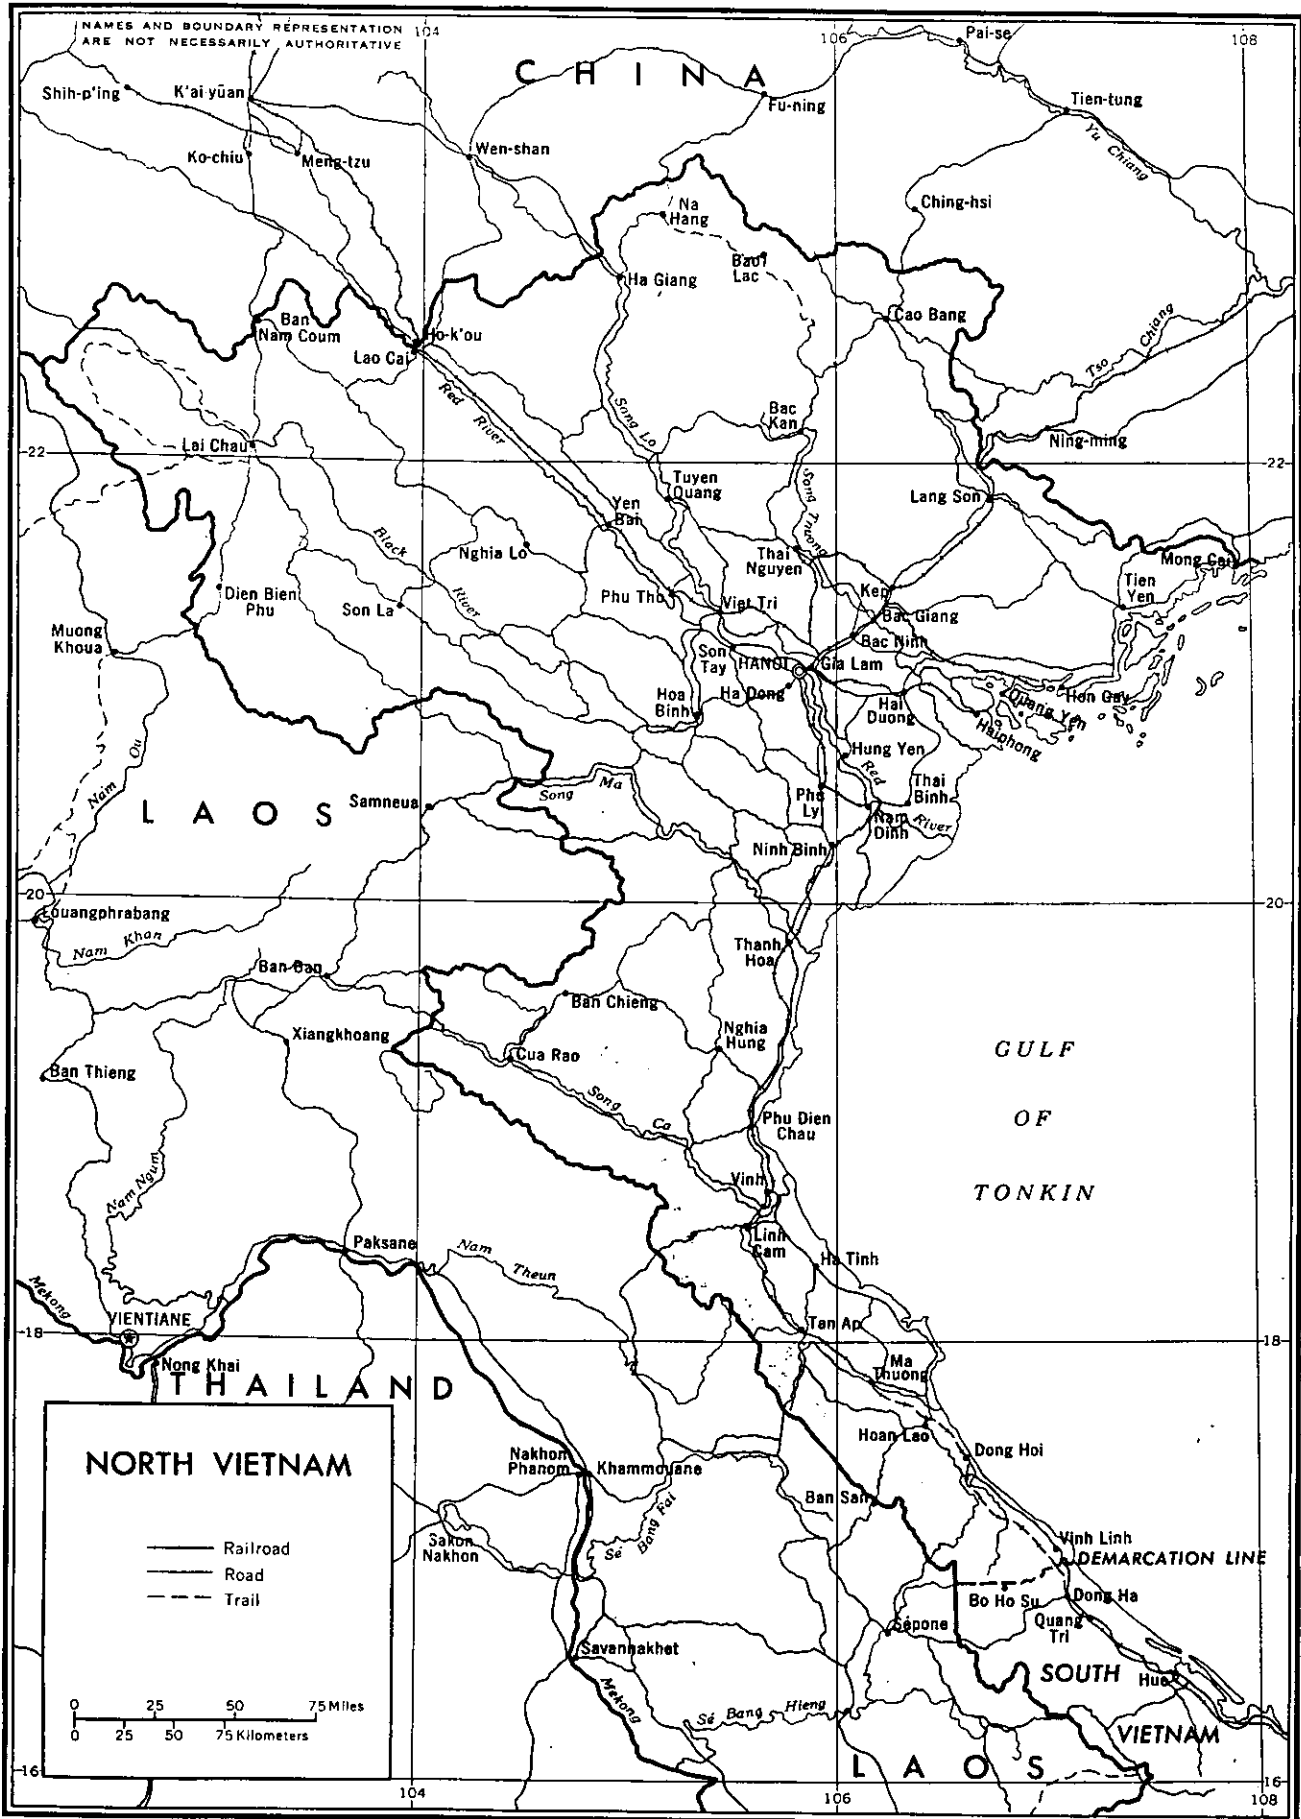 NAMES AND BOUNDARY REPRESENTATION
ARE NOT NECESSARILY AUTHORITATIVE
104
106
108
Pai-se
C H I N A
Shih-p'ing
K'ai-yüan
Fu-ning
Tien-tung
Yu Chiang
Ko-chiu
Meng-tzu
Wen-shan
Ching-hsi
Na
Hang
Bao
Lac
Ha Giang
Cao Bang
Ban
Nam Coum
Ho-k'ou
Lao Cai
Tso Chiang
Red River
Song Lo
Bac
Kan
Ning-ming
Lai Chau
22
22
Tuyen
Quang
Song Thuong
Lang Son
Yen
Bai
Black River
Nghia Lo
Thai
Nguyen
Mong Cai
Tien
Yen
Dien Bien
Phu
Son La
Phu Tho
Viet Tri
Kep
Bac Giang
Bac Ninh
Muong
Khoua
Son
Tay
HANOI
Gia Lam
Ha Dong
Hoa
Binh
Hai
Duong
Quang Yen
Hon Gay
Haiphong
Hung Yen
Red River
Nam Ou
Thai
Binh
Song Ma
Samneua
L A O S
Phu
Ly
Nam
Dinh
Ninh Binh
20
20
Louangphrabang
Nam Khan
Thanh
Hoa
Ban Ban
Ban Chieng
Xiangkhoang
Nghia
Hung
GULF
OF
TONKIN
Cua Rao
Ban Thieng
Song Ca
Phu Dien
Chau
Nam Ngum
Vinh
Linh
Cam
Ha Tinh
Paksane
Nam Theun
Mekong
VIENTIANE
18
18
Tan Ap
Nong Khai
Ma
Thuong
T H A I L A N D
Hoan Lao
Dong Hoi
NORTH VIETNAM
Nakhon
Phanom
Khammouane
Ban San
Sé Bang Fai
Sakon
Nakhon
Railroad
Road
Trail
Vinh Linh
DEMARCATION LINE
Bo Ho Su
Dong Ha
Quang
Tri
Sépone
Savannakhet
SOUTH
VIETNAM
Hue
0 25 50 75 Miles
0 25 50 75 Kilometers
Mekong
Sé Bang Hieng
L A O S
16
16
104
106
108